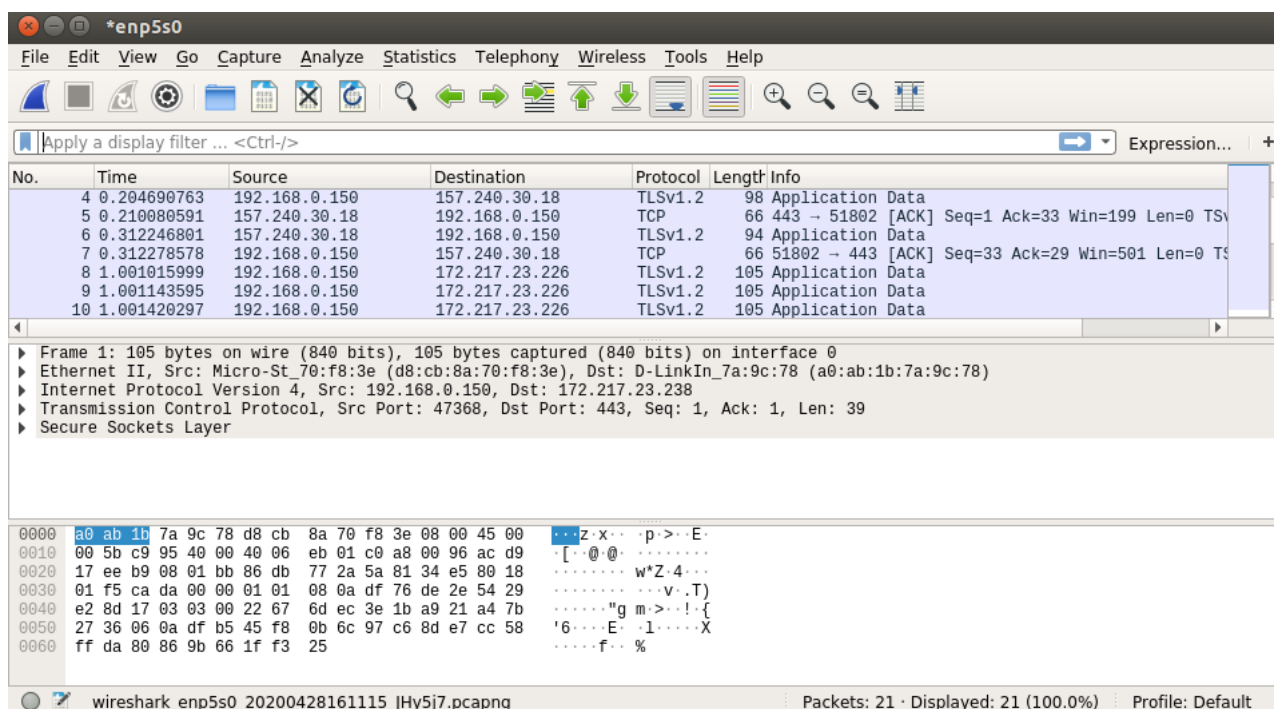 *enp5s0
File Edit View Go Capture Analyze Statistics Telephony Wireless Tools Help
Apply a display filter ... <Ctrl-/> Expression... +
No. Time Source Destination Protocol Length Info
4 0.204690763 192.168.0.150 157.240.30.18 TLSv1.2 98 Application Data
5 0.210080591 157.240.30.18 192.168.0.150 TCP 66 443 → 51802 [ACK] Seq=1 Ack=33 Win=199 Len=0 TSv
6 0.312246801 157.240.30.18 192.168.0.150 TLSv1.2 94 Application Data
7 0.312278578 192.168.0.150 157.240.30.18 TCP 66 51802 → 443 [ACK] Seq=33 Ack=29 Win=501 Len=0 TS
8 1.001015999 192.168.0.150 172.217.23.226 TLSv1.2 105 Application Data
9 1.001143595 192.168.0.150 172.217.23.226 TLSv1.2 105 Application Data
10 1.001420297 192.168.0.150 172.217.23.226 TLSv1.2 105 Application Data
Frame 1: 105 bytes on wire (840 bits), 105 bytes captured (840 bits) on interface 0
Ethernet II, Src: Micro-St_70:f8:3e (d8:cb:8a:70:f8:3e), Dst: D-LinkIn_7a:9c:78 (a0:ab:1b:7a:9c:78)
Internet Protocol Version 4, Src: 192.168.0.150, Dst: 172.217.23.238
Transmission Control Protocol, Src Port: 47368, Dst Port: 443, Seq: 1, Ack: 1, Len: 39
Secure Sockets Layer
0000 a0 ab 1b 7a 9c 78 d8 cb 8a 70 f8 3e 08 00 45 00 ···z·x·· ·p·>··E·
0010 00 5b c9 95 40 00 40 06 eb 01 c0 a8 00 96 ac d9 ·[··@·@· ········
0020 17 ee b9 08 01 bb 86 db 77 2a 5a 81 34 e5 80 18 ········ w*Z·4···
0030 01 f5 ca da 00 00 01 01 08 0a df 76 de 2e 54 29 ········ ···v·.T)
0040 e2 8d 17 03 03 00 22 67 6d ec 3e 1b a9 21 a4 7b ······"g m·>··!·{
0050 27 36 06 0a df b5 45 f8 0b 6c 97 c6 8d e7 cc 58 '6····E· ·l·····X
0060 ff da 80 86 9b 66 1f f3 25 ·····f·· %
wireshark_enp5s0_20200428161115_JHy5j7.pcapng Packets: 21 · Displayed: 21 (100.0%) Profile: Default